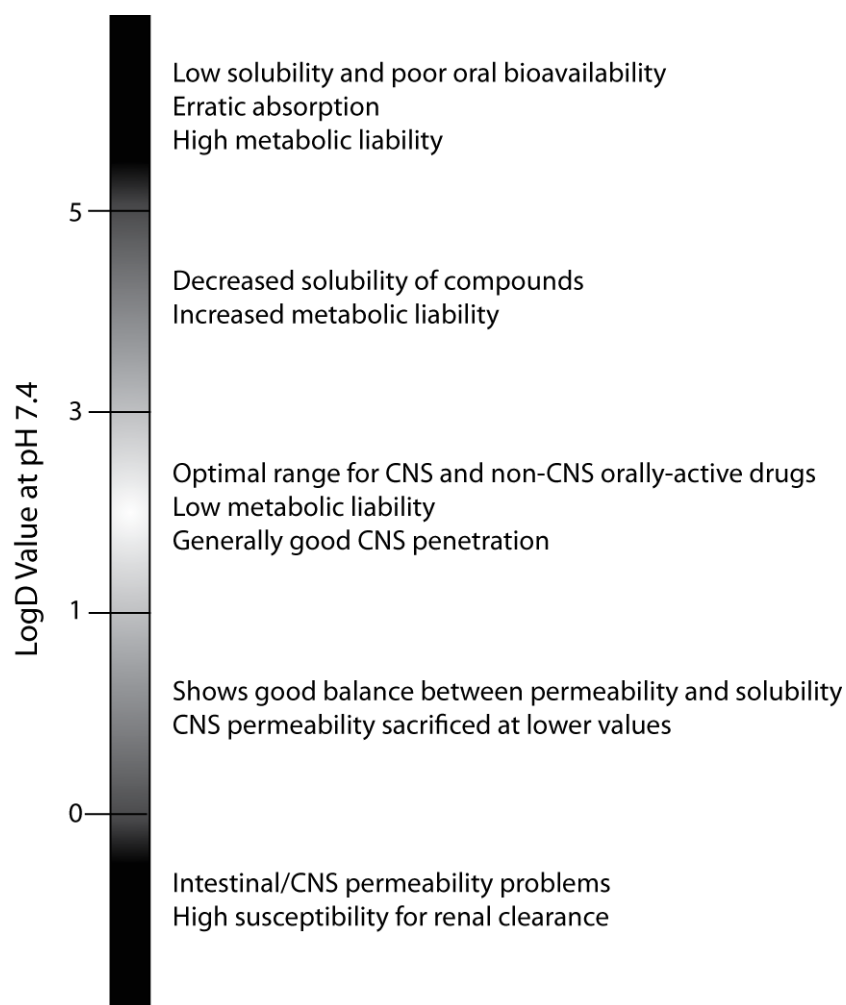 Low solubility and poor oral bioavailability
Erratic absorption
High metabolic liability
5
Decreased solubility of compounds
Increased metabolic liability
LogD Value at pH 7.4
3
Optimal range for CNS and non-CNS orally-active drugs
Low metabolic liability
Generally good CNS penetration
1
Shows good balance between permeability and solubility
CNS permeability sacrificed at lower values
0
Intestinal/CNS permeability problems
High susceptibility for renal clearance